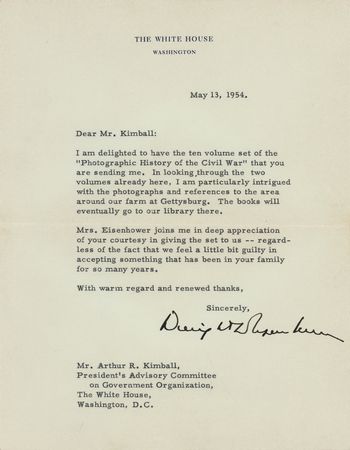 THE WHITE HOUSE
WASHINGTON
May 13, 1954.
Dear Mr. Kimball:
I am delighted to have the ten volume set of the
"Photographic History of the Civil War" that you
are sending me. In looking through the two
volumes already here, I am particularly intrigued
with the photographs and references to the area
around our farm at Gettysburg. The books will
eventually go to our library there.
Mrs. Eisenhower joins me in deep appreciation
of your courtesy in giving the set to us -- regard-
less of the fact that we feel a little bit guilty in
accepting something that has been in your family
for so many years.
With warm regard and renewed thanks,
Sincerely,
Dwight D Eisenhower
Mr. Arthur R. Kimball,
President's Advisory Committee
on Government Organization,
The White House,
Washington, D.C.